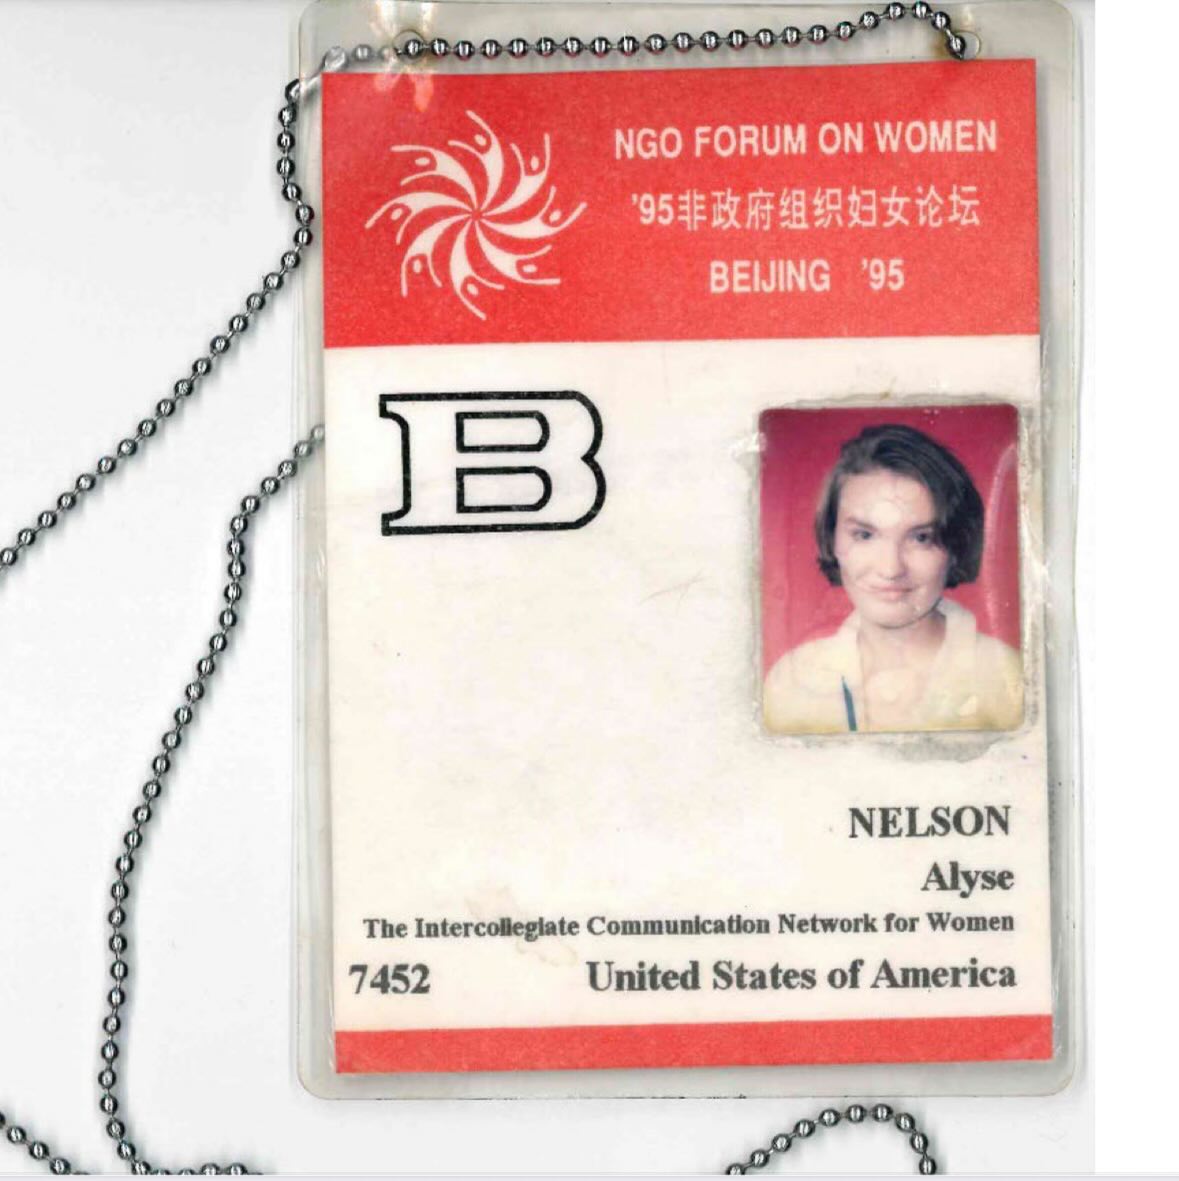 NGO FORUM ON WOMEN
'95非政府组织妇女论坛
BEIJING '95
B
NELSON
Alyse
The Intercollegiate Communication Network for Women
7452 United States of America